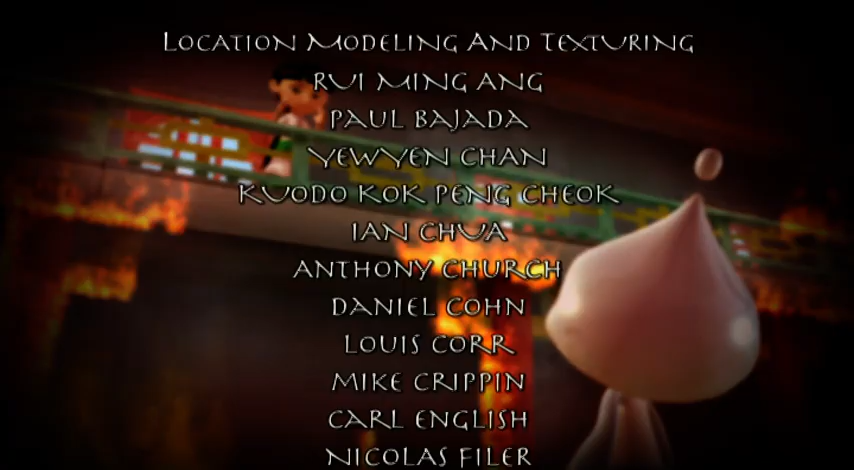 Location Modeling And Texturing
Rui Ming Ang
Paul Bajada
YewYen Chan
Kuodo Kok Peng Cheok
Ian Chua
Anthony Church
Daniel Cohn
Louis Corr
Mike Crippin
Carl English
Nicolas Filer